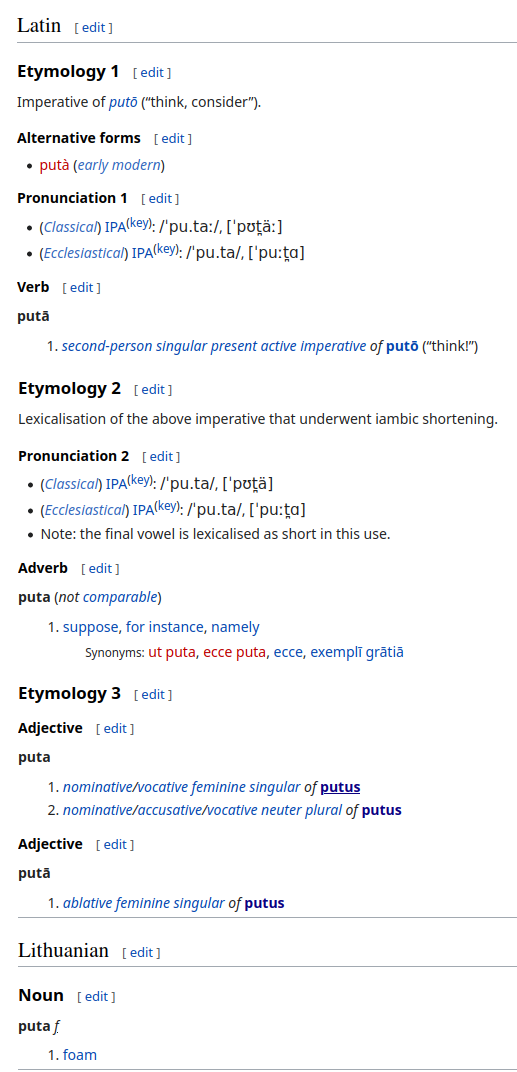 Latin [ edit ]
Etymology 1 [ edit ]
Imperative of putō (“think, consider”).
Alternative forms [ edit ]
• putà (early modern)
Pronunciation 1 [ edit ]
• (Classical) IPA(key): /ˈpu.taː/, [ˈpʊt̪äː]
• (Ecclesiastical) IPA(key): /ˈpu.ta/, [ˈpuːt̪ɑ]
Verb [ edit ]
putā
1. second-person singular present active imperative of putō (“think!”)
Etymology 2 [ edit ]
Lexicalisation of the above imperative that underwent iambic shortening.
Pronunciation 2 [ edit ]
• (Classical) IPA(key): /ˈpu.ta/, [ˈpʊt̪ä]
• (Ecclesiastical) IPA(key): /ˈpu.ta/, [ˈpuːt̪ɑ]
• Note: the final vowel is lexicalised as short in this use.
Adverb [ edit ]
puta (not comparable)
1. suppose, for instance, namely
Synonyms: ut puta, ecce puta, ecce, exemplī grātiā
Etymology 3 [ edit ]
Adjective [ edit ]
puta
1. nominative/vocative feminine singular of putus
2. nominative/accusative/vocative neuter plural of putus
Adjective [ edit ]
putā
1. ablative feminine singular of putus
Lithuanian [ edit ]
Noun [ edit ]
puta f
1. foam